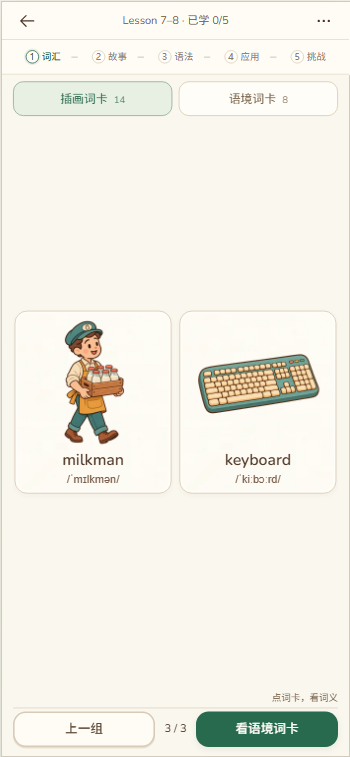 Lesson 7–8 · 已学 0/5
1 词汇 – 2 故事 – 3 语法 – 4 应用 – 5 挑战
插画词卡 14 语境词卡 8
milkman keyboard
/ˈmɪlkmən/ /ˈkiːbɔːrd/
点词卡，看词义
上一组 3 / 3 看语境词卡